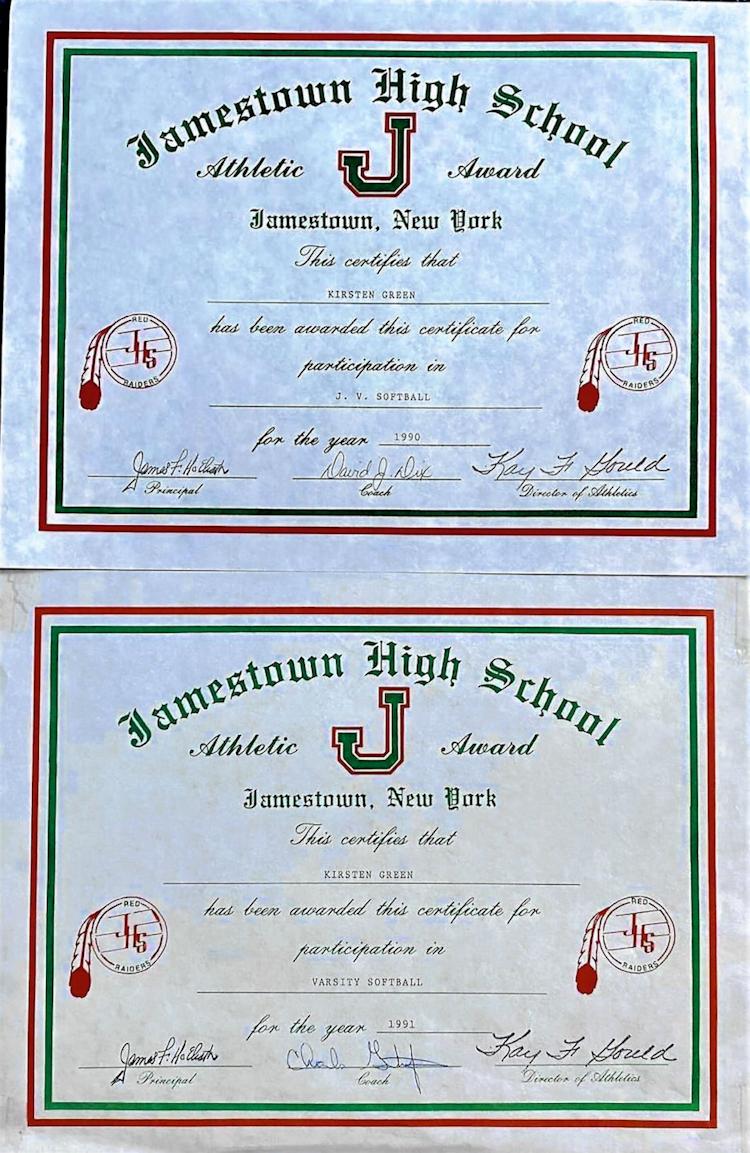 Jamestown High School
J
Athletic Award
Jamestown, New York
This certifies that
KIRSTEN GREEN
has been awarded this certificate for
participation in
J. V. SOFTBALL
RED
JHS
RAIDERS
RED
JHS
RAIDERS
for the year 1990
David J. Dix Kay F. Gould
Principal Coach Director of Athletics
Jamestown High School
J
Athletic Award
Jamestown, New York
This certifies that
KIRSTEN GREEN
has been awarded this certificate for
participation in
VARSITY SOFTBALL
RED
JHS
RAIDERS
RED
JHS
RAIDERS
for the year 1991
Kay F. Gould
Principal Coach Director of Athletics